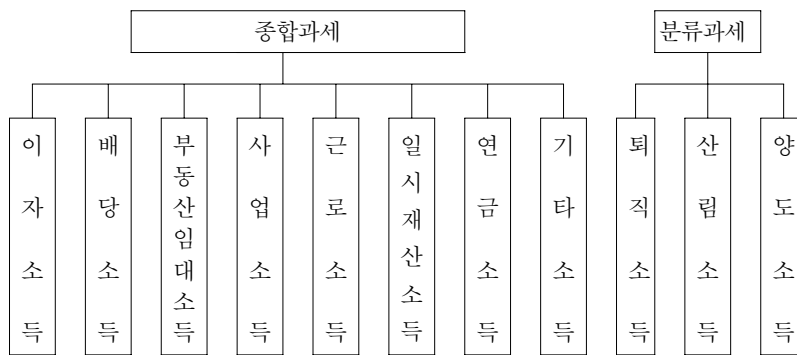 종합과세
분류과세
이자소득
배당소득
부동산임대소득
사업소득
근로소득
일시재산소득
연금소득
기타소득
퇴직소득
산림소득
양도소득